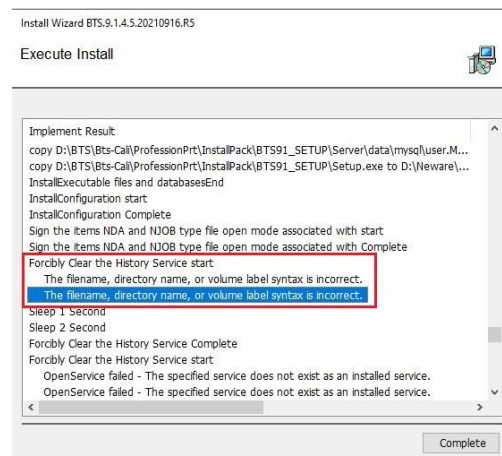 Install Wizard BTS.9.1.4.5.20210916.R5
Execute Install
Implement Result
copy D:\BTS\Bts-Cali\ProfessionPrt\InstallPack\BTS91_SETUP\Server\data\mysql\user.M...
copy D:\BTS\Bts-Cali\ProfessionPrt\InstallPack\BTS91_SETUP\Setup.exe to D:\Neware\...
InstallExecutable files and databasesEnd
InstallConfiguration start
InstallConfiguration Complete
Sign the items NDA and NJOB type file open mode associated with start
Sign the items NDA and NJOB type file open mode associated with Complete
Forcibly Clear the History Service start
The filename, directory name, or volume label syntax is incorrect.
The filename, directory name, or volume label syntax is incorrect.
Sleep 1 Second
Sleep 2 Second
Forcibly Clear the History Service Complete
Forcibly Clear the History Service start
OpenService failed - The specified service does not exist as an installed service.
OpenService failed - The specified service does not exist as an installed service.
Complete